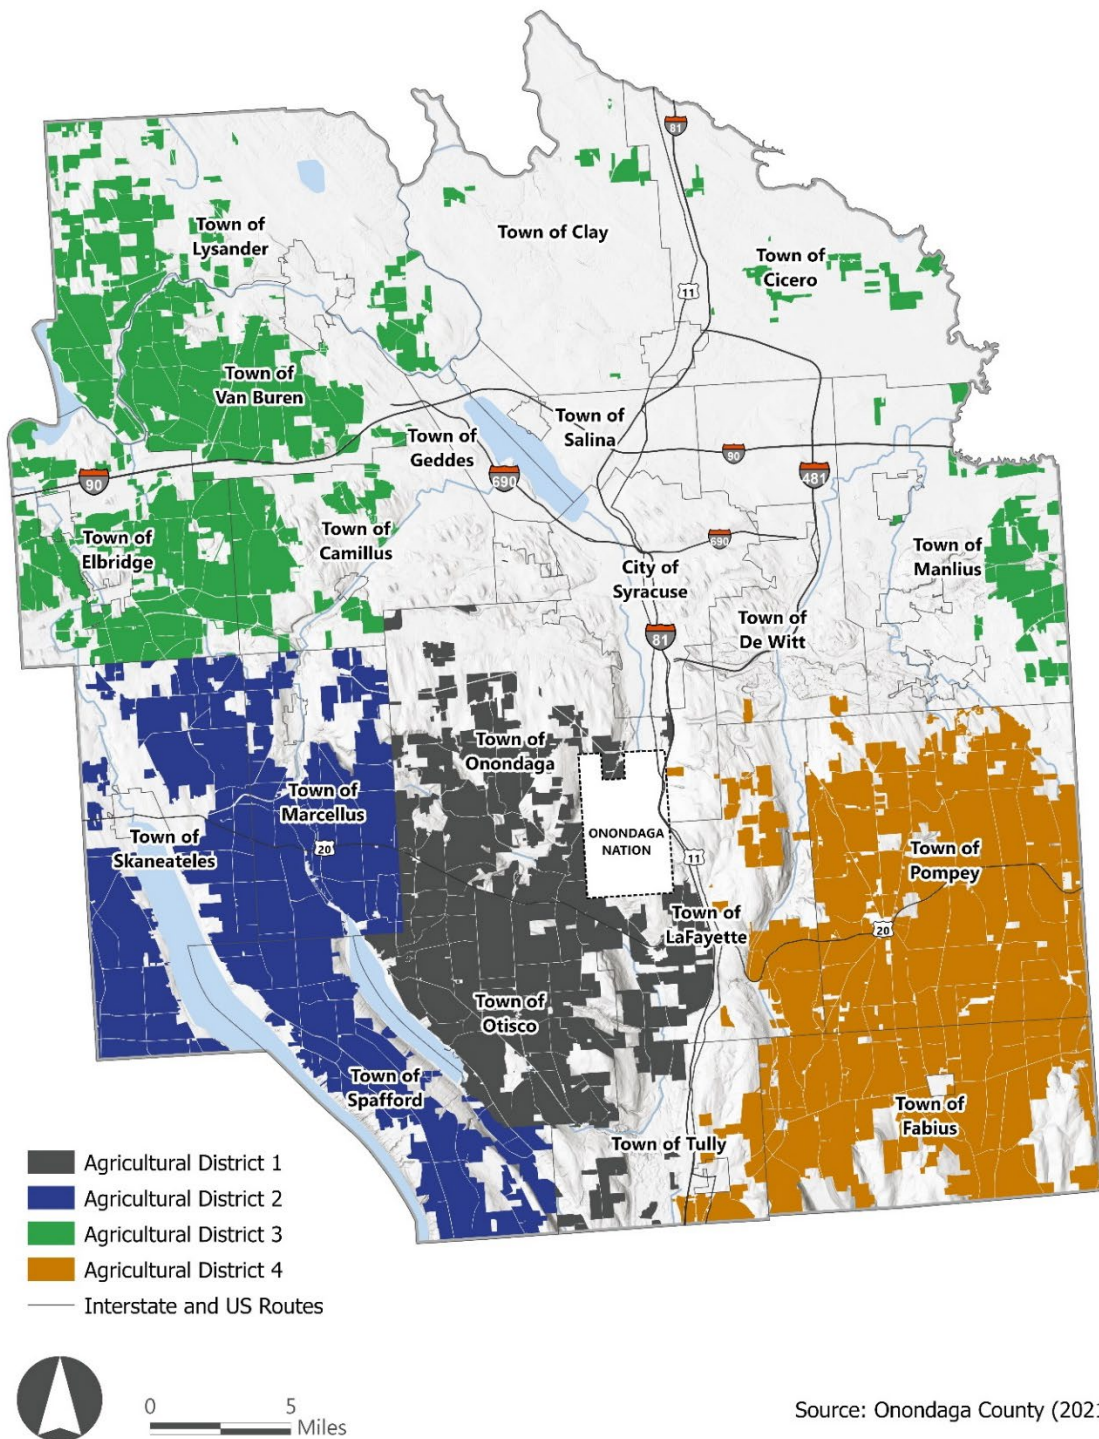 81
Town of
Lysander
Town of Clay
Town of
Cicero
11
Town of
Van Buren
Town of
Salina
Town of
Geddes
90
690
90
481
Town of
Elbridge
Town of
Camillus
690
Town of
Manlius
City of
Syracuse
Town of
De Witt
81
Town of
Onondaga
Town of
Marcellus
ONONDAGA
NATION
Town of
Skaneateles
20
11
Town of
Pompey
Town of
LaFayette
20
Town of
Otisco
Town of
Spafford
Town of
Fabius
Town of Tully
Agricultural District 1
Agricultural District 2
Agricultural District 3
Agricultural District 4
Interstate and US Routes
0 5
Miles
Source: Onondaga County (202